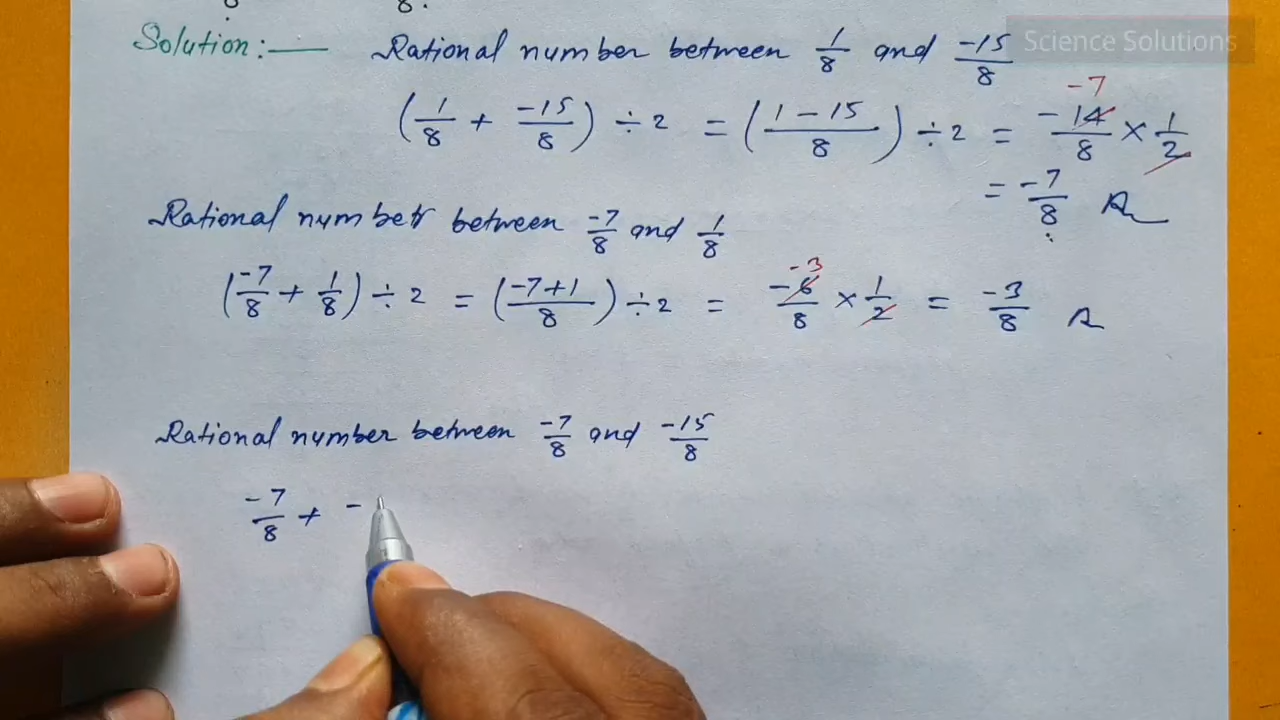 Solution :— Rational number between 1/8 and -15/8
Science Solutions
(1/8 + -15/8) ÷ 2 = (1 - 15/8) ÷ 2 = -14/8 × 1/2
-7
= -7/8 An
Rational numbers between -7/8 and 1/8
(-7/8 + 1/8) ÷ 2 = (-7+1/8) ÷ 2 = -6/8 × 1/2 = -3/8 A
-3
Rational number between -7/8 and -15/8
-7/8 + -